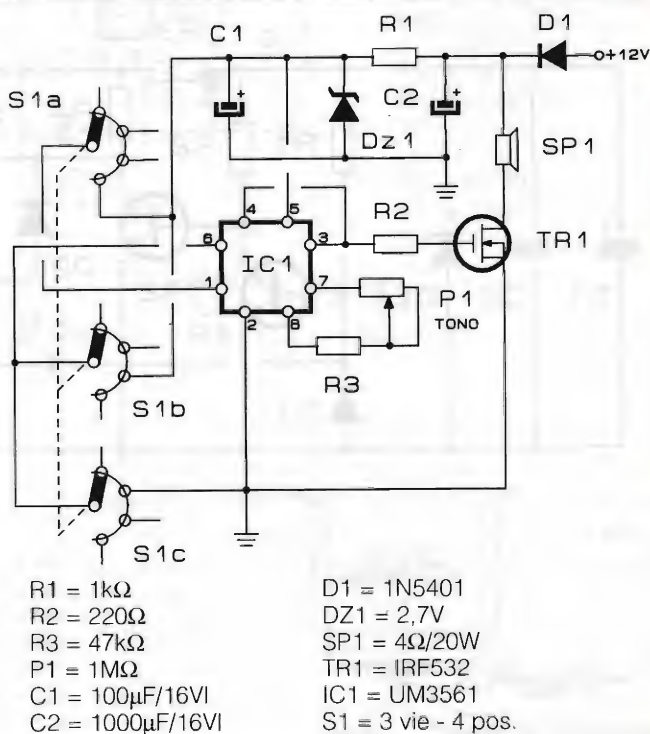 C1
R1
D1
+12V
S1a
+
C2
+
Dz1
SP1
4
5
R2
6
IC1
3
TR1
1
7
P1
TONO
2
8
R3
S1b
S1c
R1 = 1kΩ
R2 = 220Ω
R3 = 47kΩ
P1 = 1MΩ
C1 = 100µF/16Vl
C2 = 1000µF/16Vl
D1 = 1N5401
DZ1 = 2,7V
SP1 = 4Ω/20W
TR1 = IRF532
IC1 = UM3561
S1 = 3 vie - 4 pos.